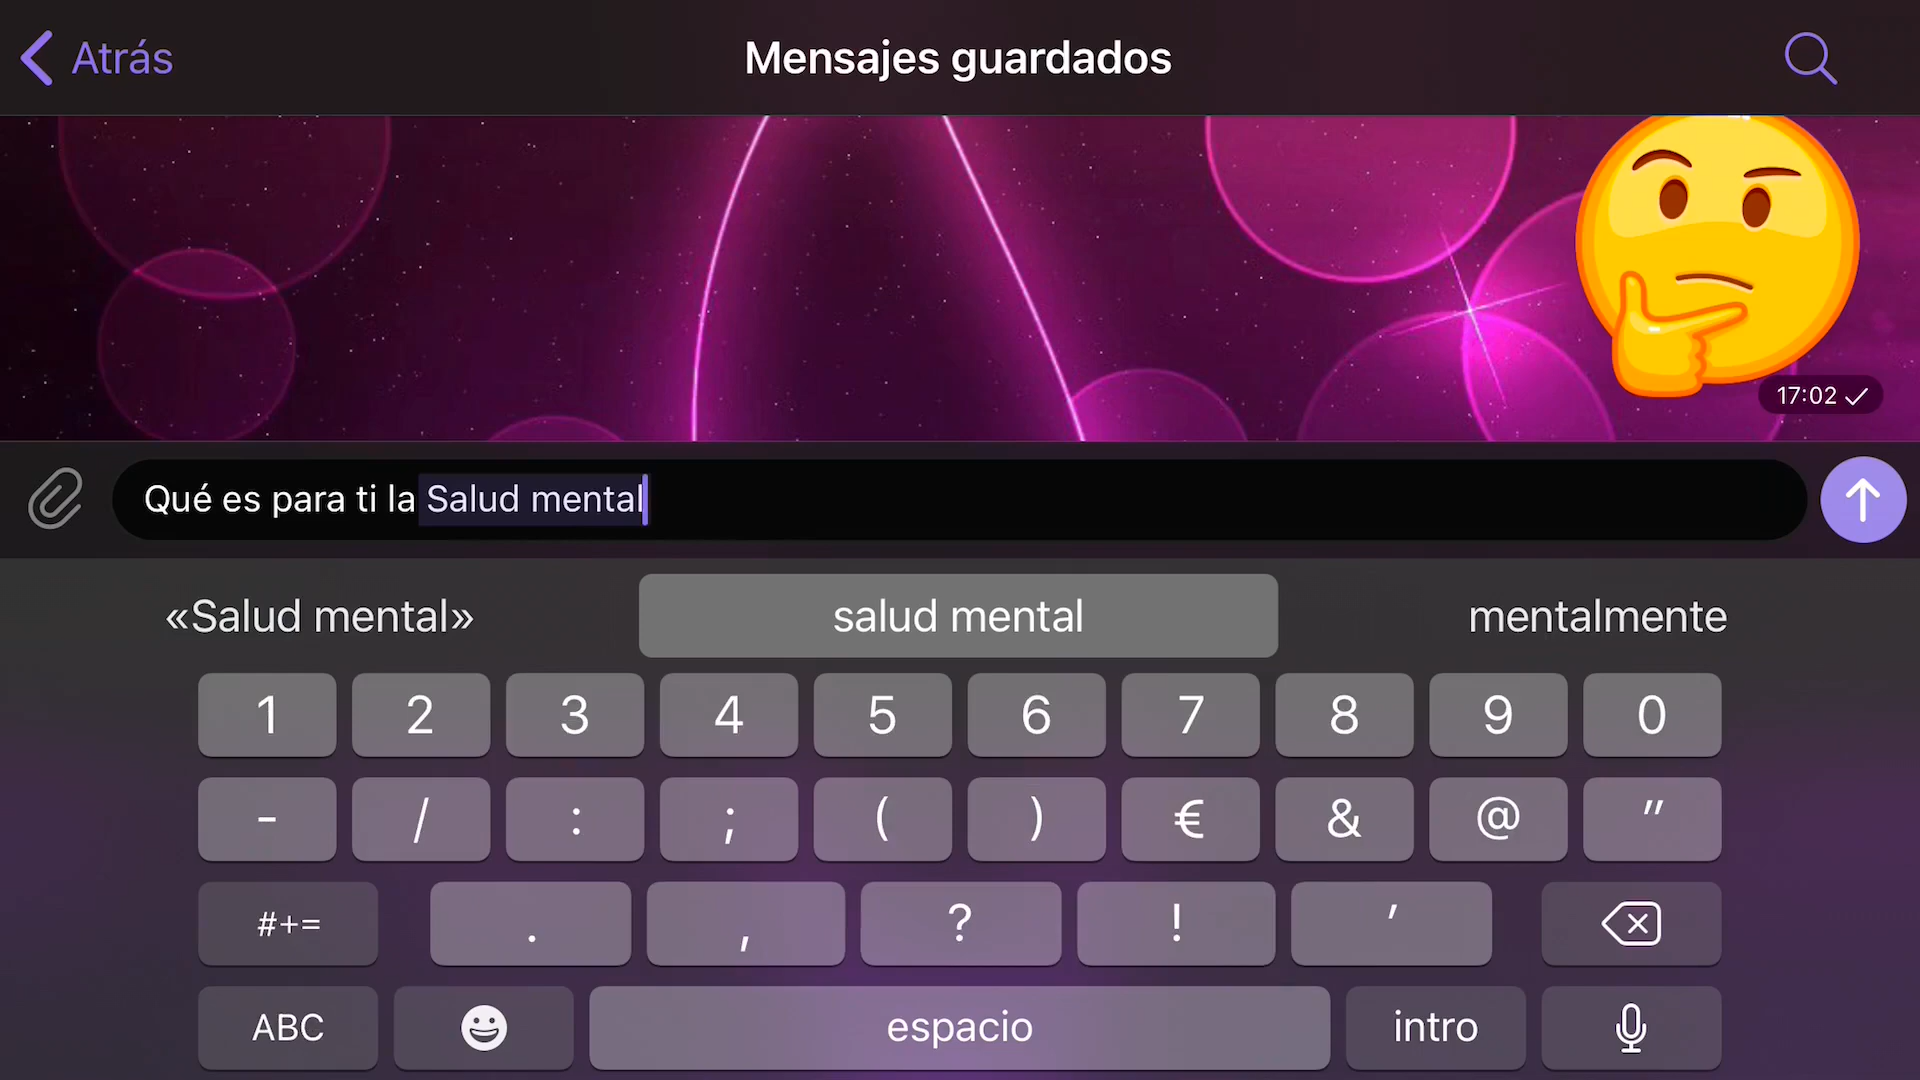 Atrás
Mensajes guardados
17:02
Qué es para ti la Salud mental
«Salud mental» salud mental mentalmente
1 2 3 4 5 6 7 8 9 0
- / : ; ( ) € & @ "
#+= . , ? ! '
ABC espacio intro